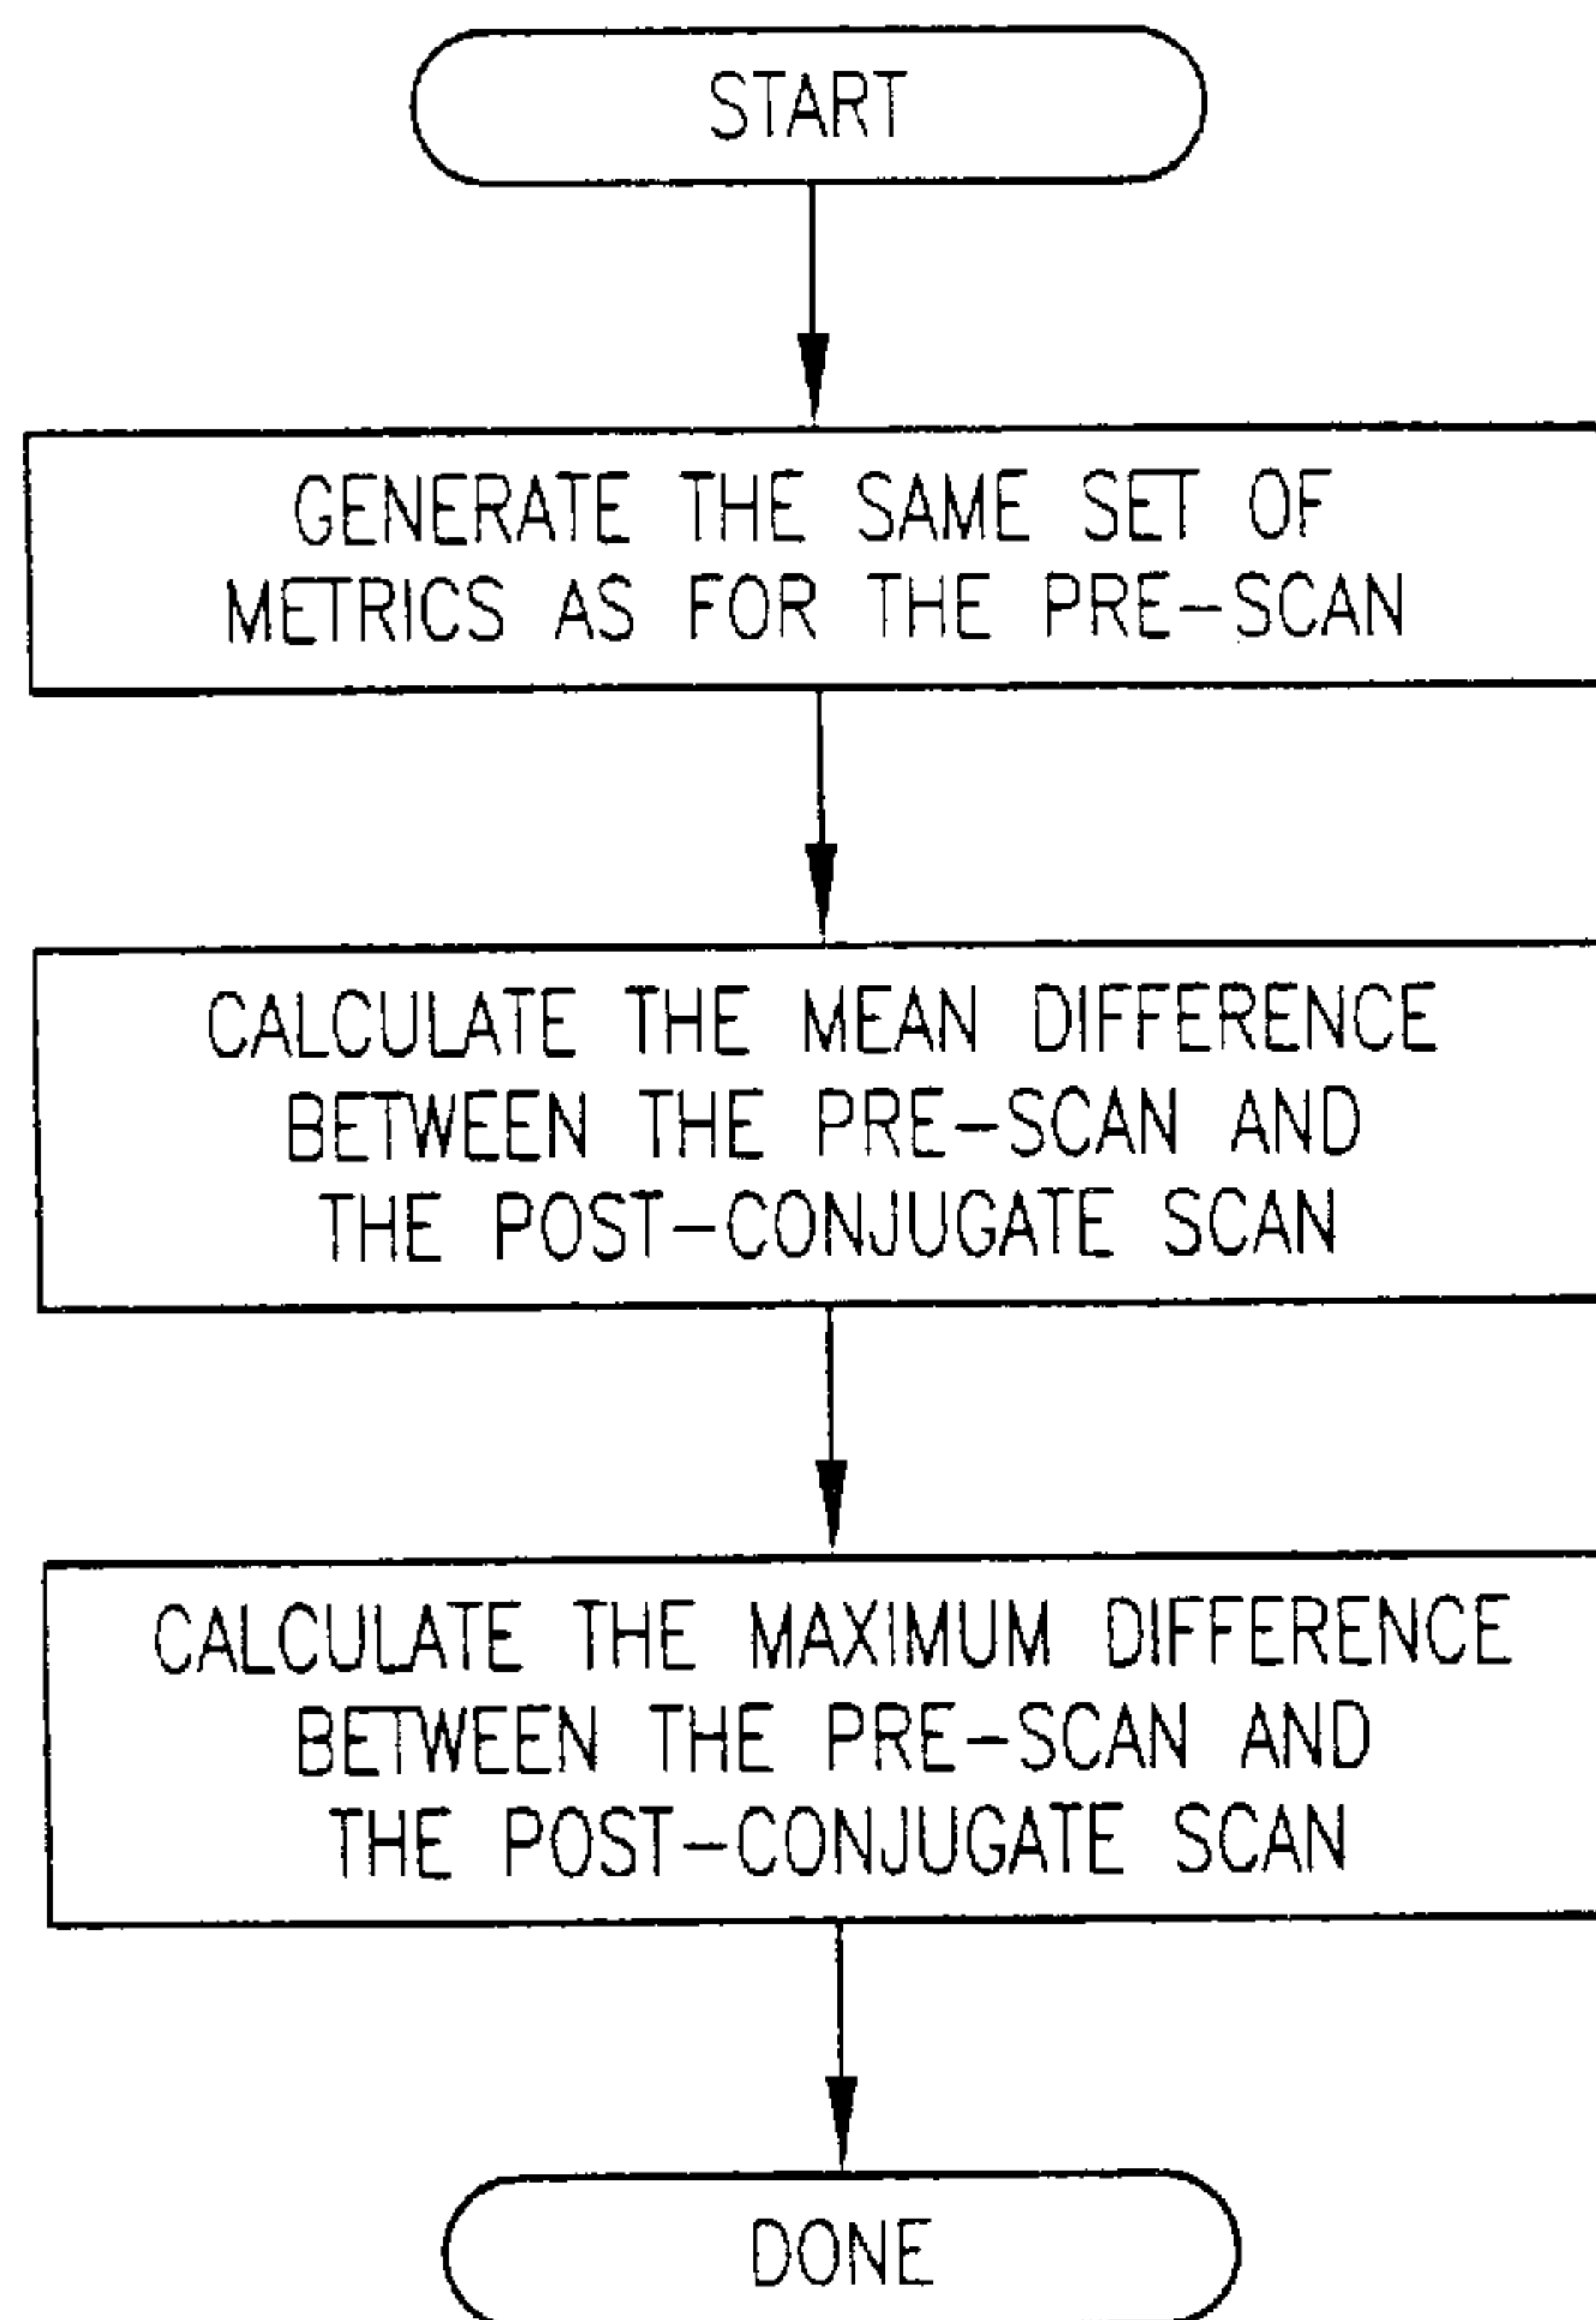 START
GENERATE THE SAME SET OF
METRICS AS FOR THE PRE-SCAN
CALCULATE THE MEAN DIFFERENCE
BETWEEN THE PRE-SCAN AND
THE POST-CONJUGATE SCAN
CALCULATE THE MAXIMUM DIFFERENCE
BETWEEN THE PRE-SCAN AND
THE POST-CONJUGATE SCAN
DONE